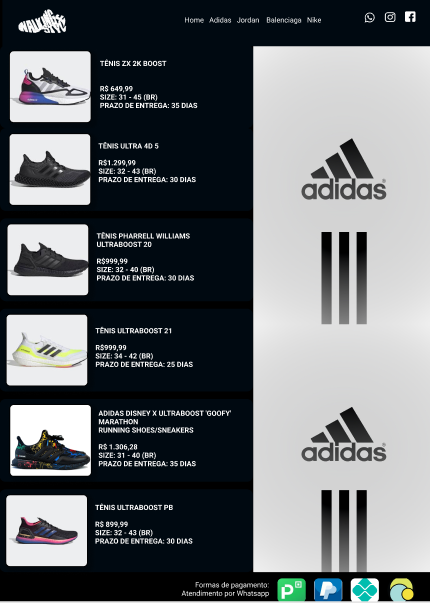 WALKING
Home Adidas Jordan Balenciaga Nike
TÊNIS ZX 2K BOOST
R$ 649,99
SIZE: 31 - 45 (BR)
PRAZO DE ENTREGA: 35 DIAS
TÊNIS ULTRA 4D 5
R$1.299,99
SIZE: 32 - 43 (BR)
PRAZO DE ENTREGA: 30 DIAS
TÊNIS PHARRELL WILLIAMS
ULTRABOOST 20
R$999,99
SIZE: 32 - 40 (BR)
PRAZO DE ENTREGA: 30 DIAS
TÊNIS ULTRABOOST 21
R$999,99
SIZE: 34 - 42 (BR)
PRAZO DE ENTREGA: 25 DIAS
ADIDAS DISNEY X ULTRABOOST 'GOOFY'
MARATHON
RUNNING SHOES/SNEAKERS
R$ 1.306,28
SIZE: 31 - 40 (BR)
PRAZO DE ENTREGA: 35 DIAS
TÊNIS ULTRABOOST PB
R$ 899,99
SIZE: 32 - 43 (BR)
PRAZO DE ENTREGA: 30 DIAS
adidas®
adidas®
Formas de pagamento:
Atendimento por Whatsapp